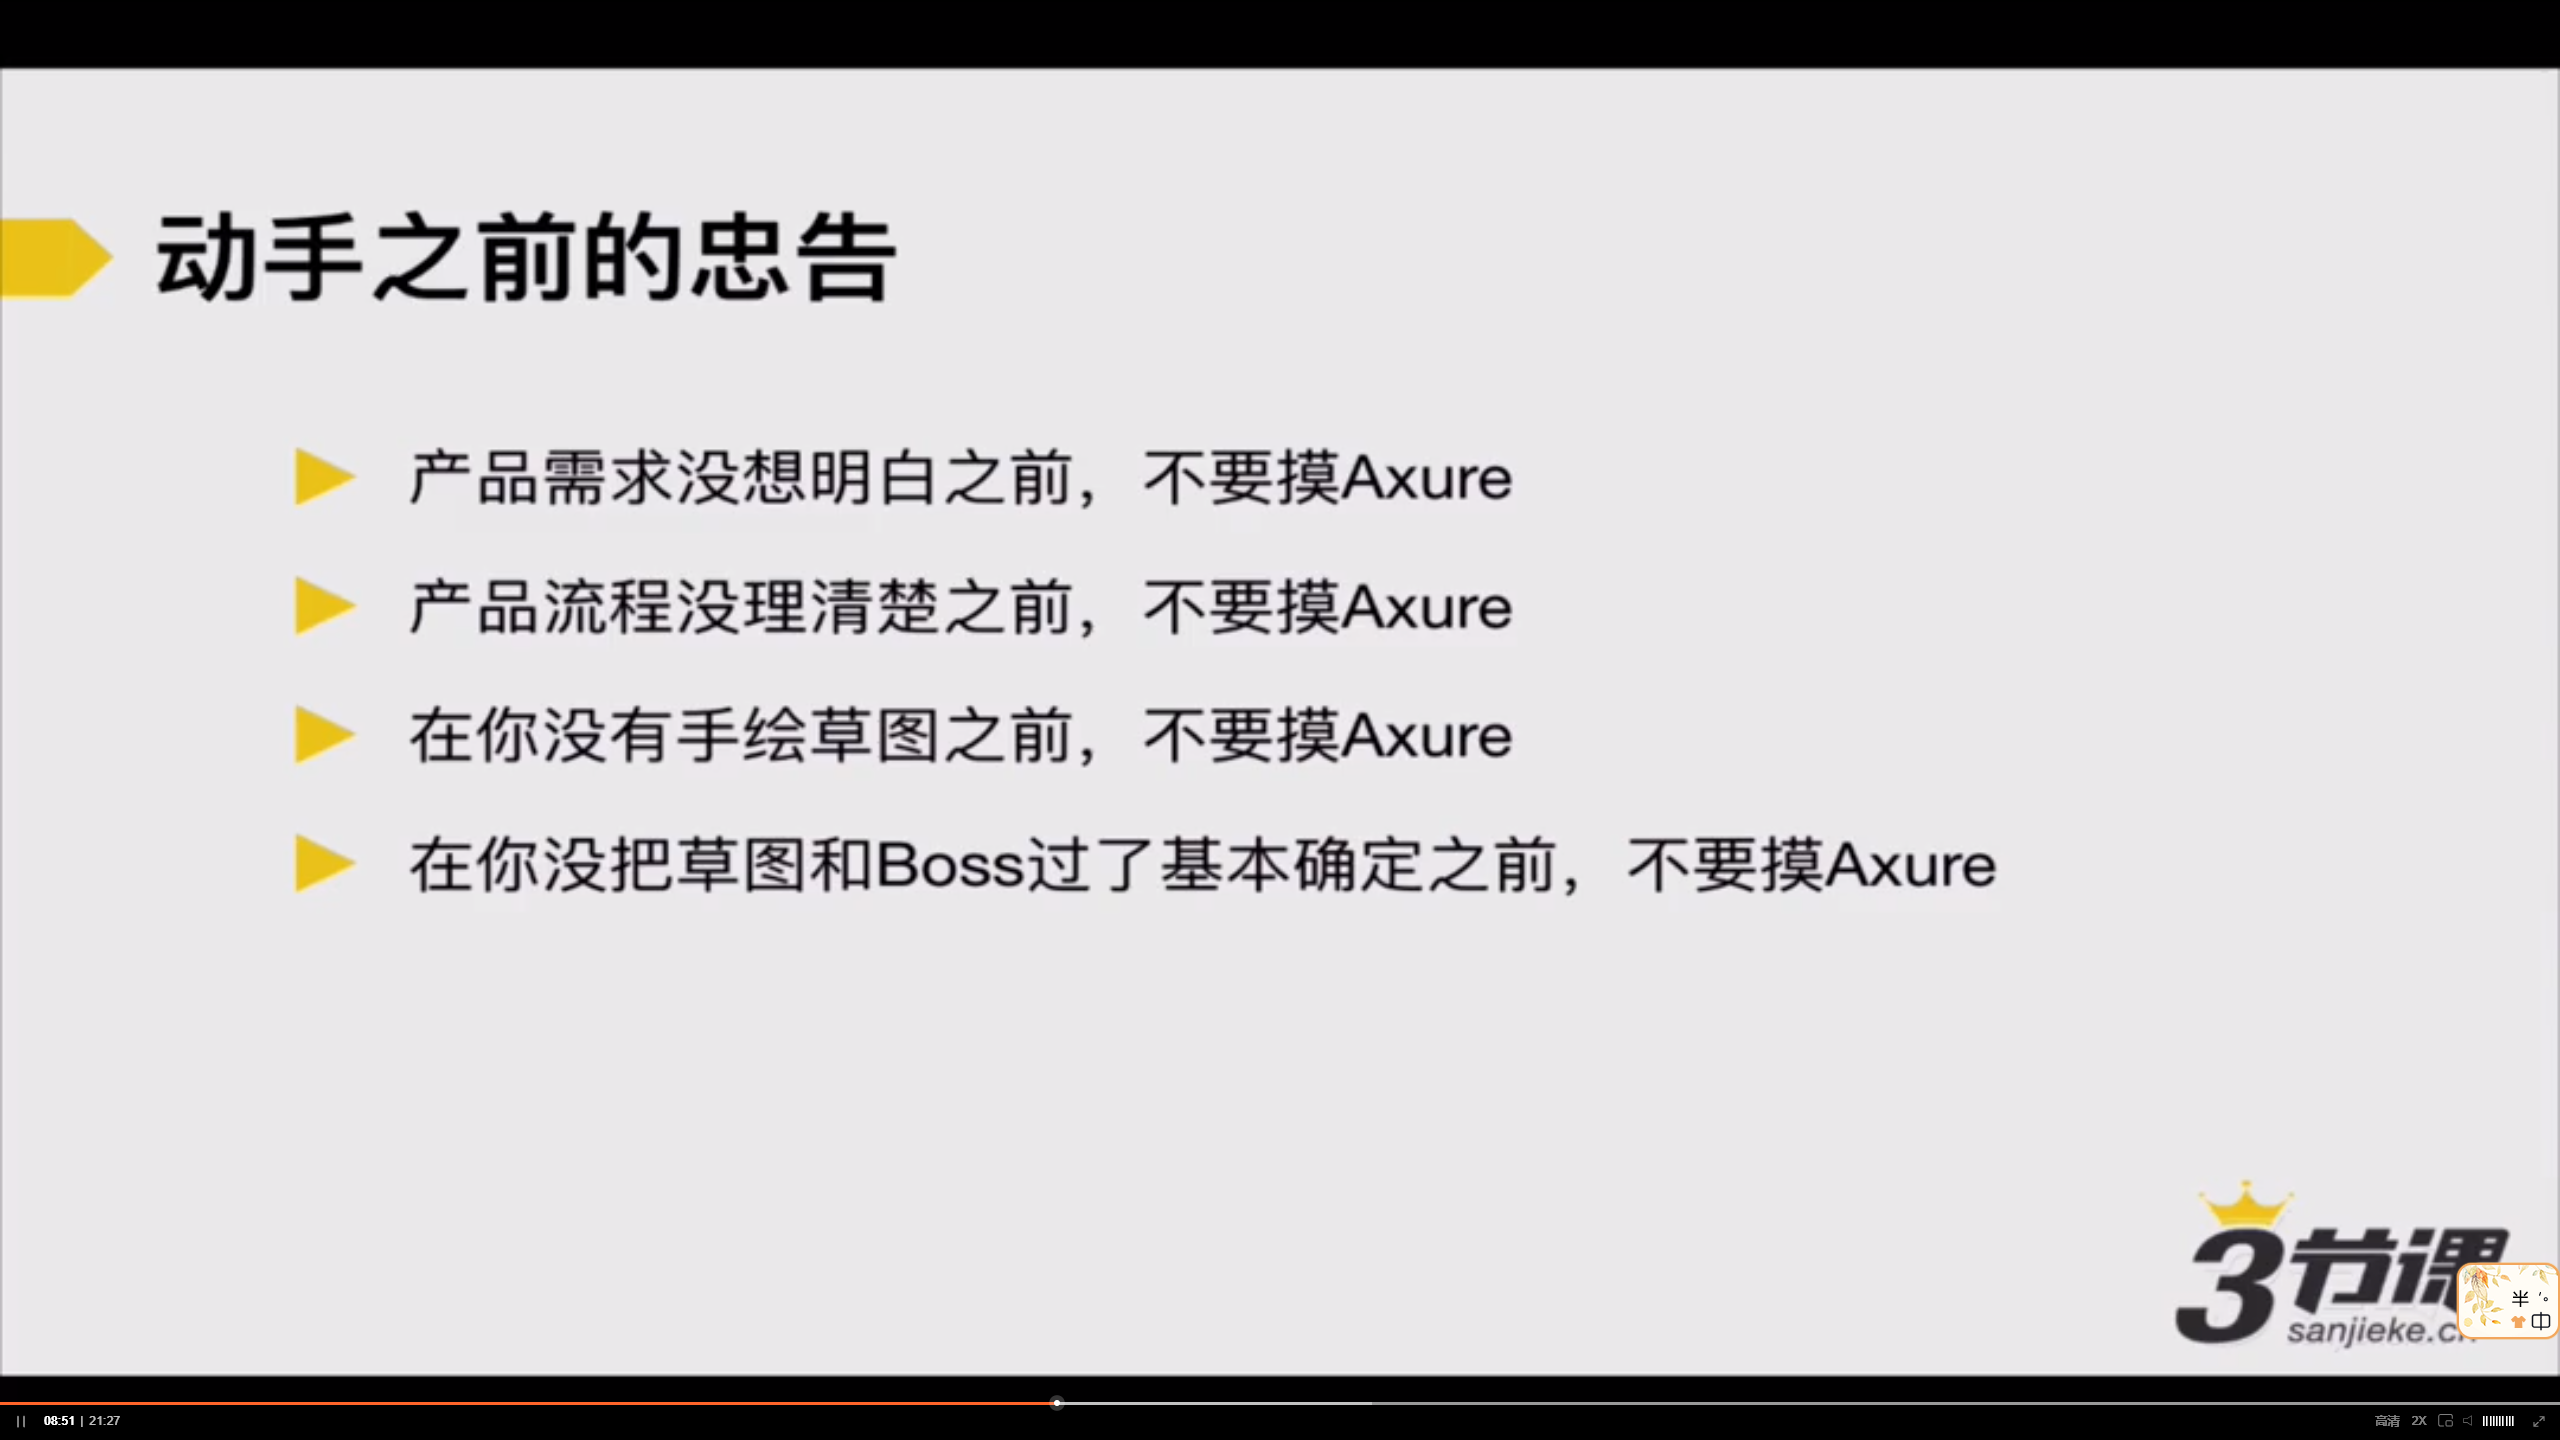 动手之前的忠告
产品需求没想明白之前，不要摸Axure
产品流程没理清楚之前，不要摸Axure
在你没有手绘草图之前，不要摸Axure
在你没把草图和Boss过了基本确定之前，不要摸Axure
3节课
sanjieke.cn
半 ’。
中
08:51 | 21:27
高清 2X